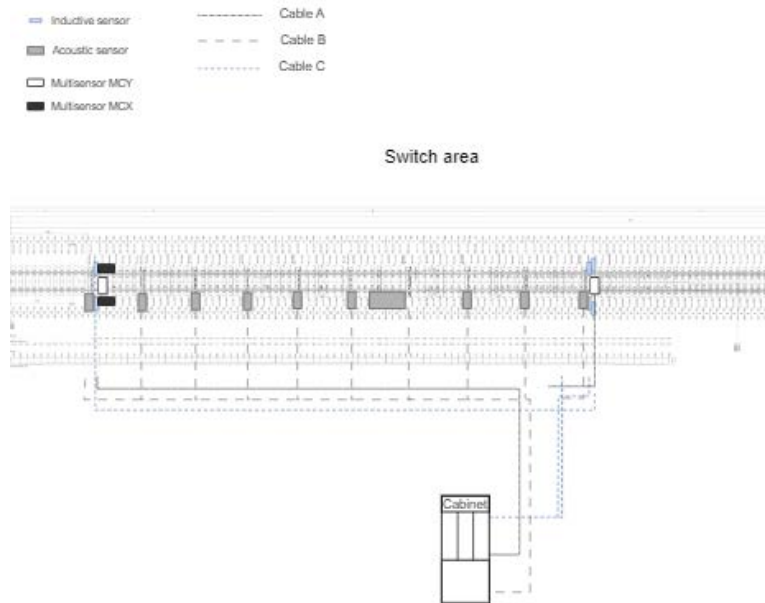 Inductive sensor
Cable A
Cable B
Acoustic sensor
Cable C
Multisensor MCY
Multisensor MCX
Switch area
Cabinet